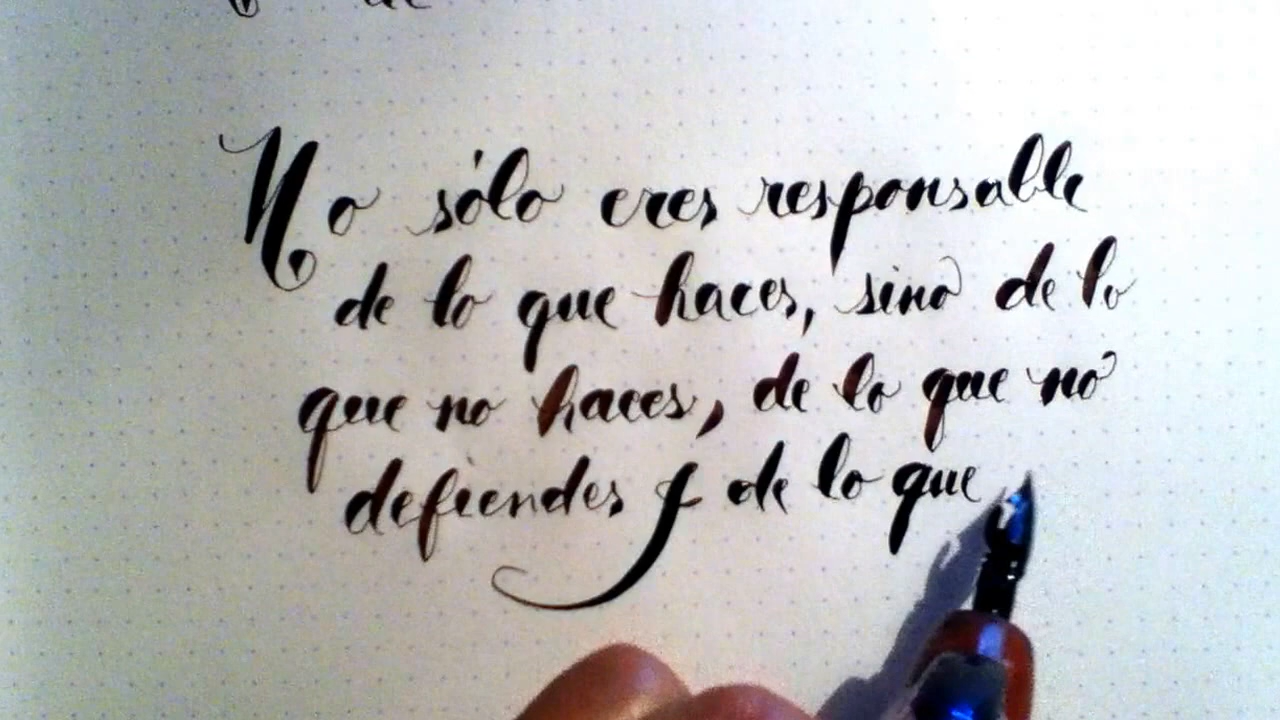 No sólo eres responsable
de lo que haces, sino de lo
que no haces, de lo que no
defiendes y de lo que